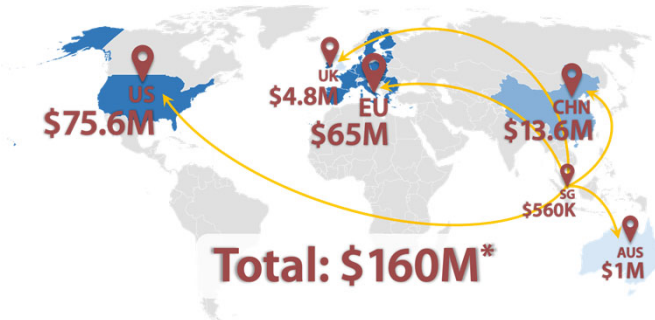 US
$75.6M
UK
$4.8M
EU
$65M
CHN
$13.6M
SG
$560K
AUS
$1M
Total: $160M*